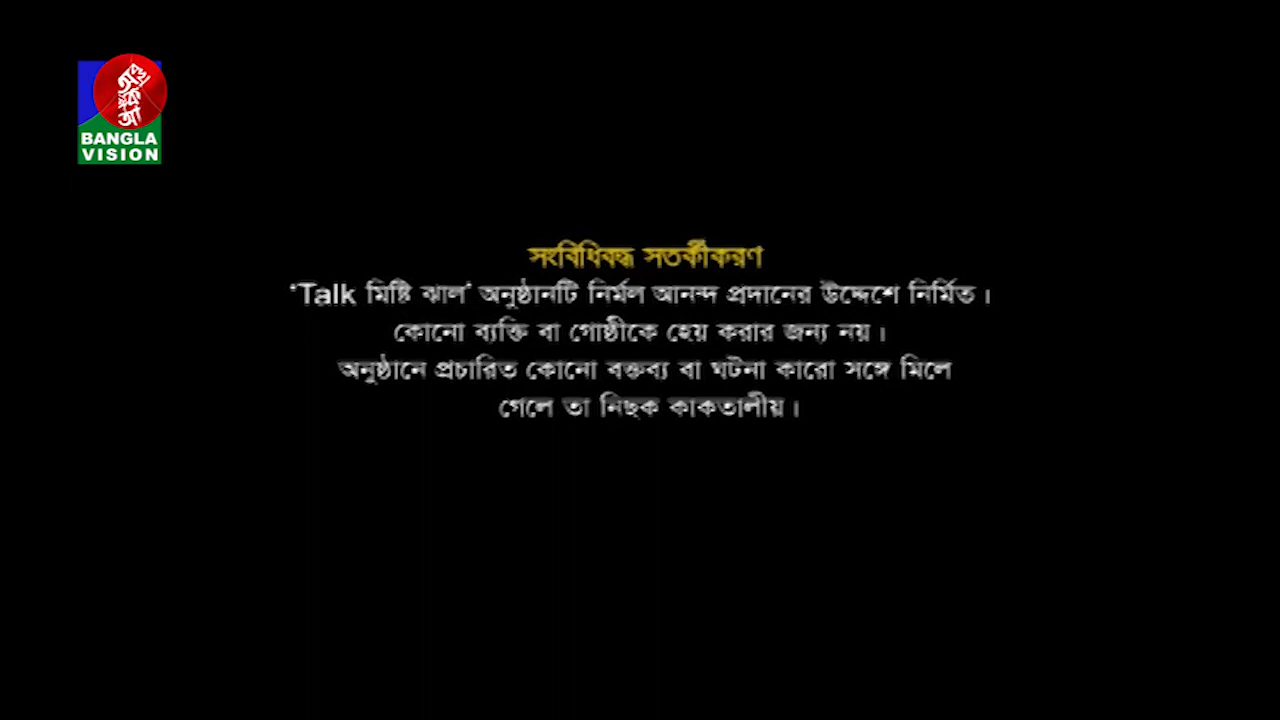 BANGLA
VISION
সংবিধিবদ্ধ সতর্কীকরণ
‘Talk মিষ্টি ঝাল’ অনুষ্ঠানটি নির্মল আনন্দ প্রদানের উদ্দেশে নির্মিত।
কোনো ব্যক্তি বা গোষ্ঠীকে হেয় করার জন্য নয়।
অনুষ্ঠানে প্রচারিত কোনো বক্তব্য বা ঘটনা কারো সঙ্গে মিলে
গেলে তা নিছক কাকতালীয়।